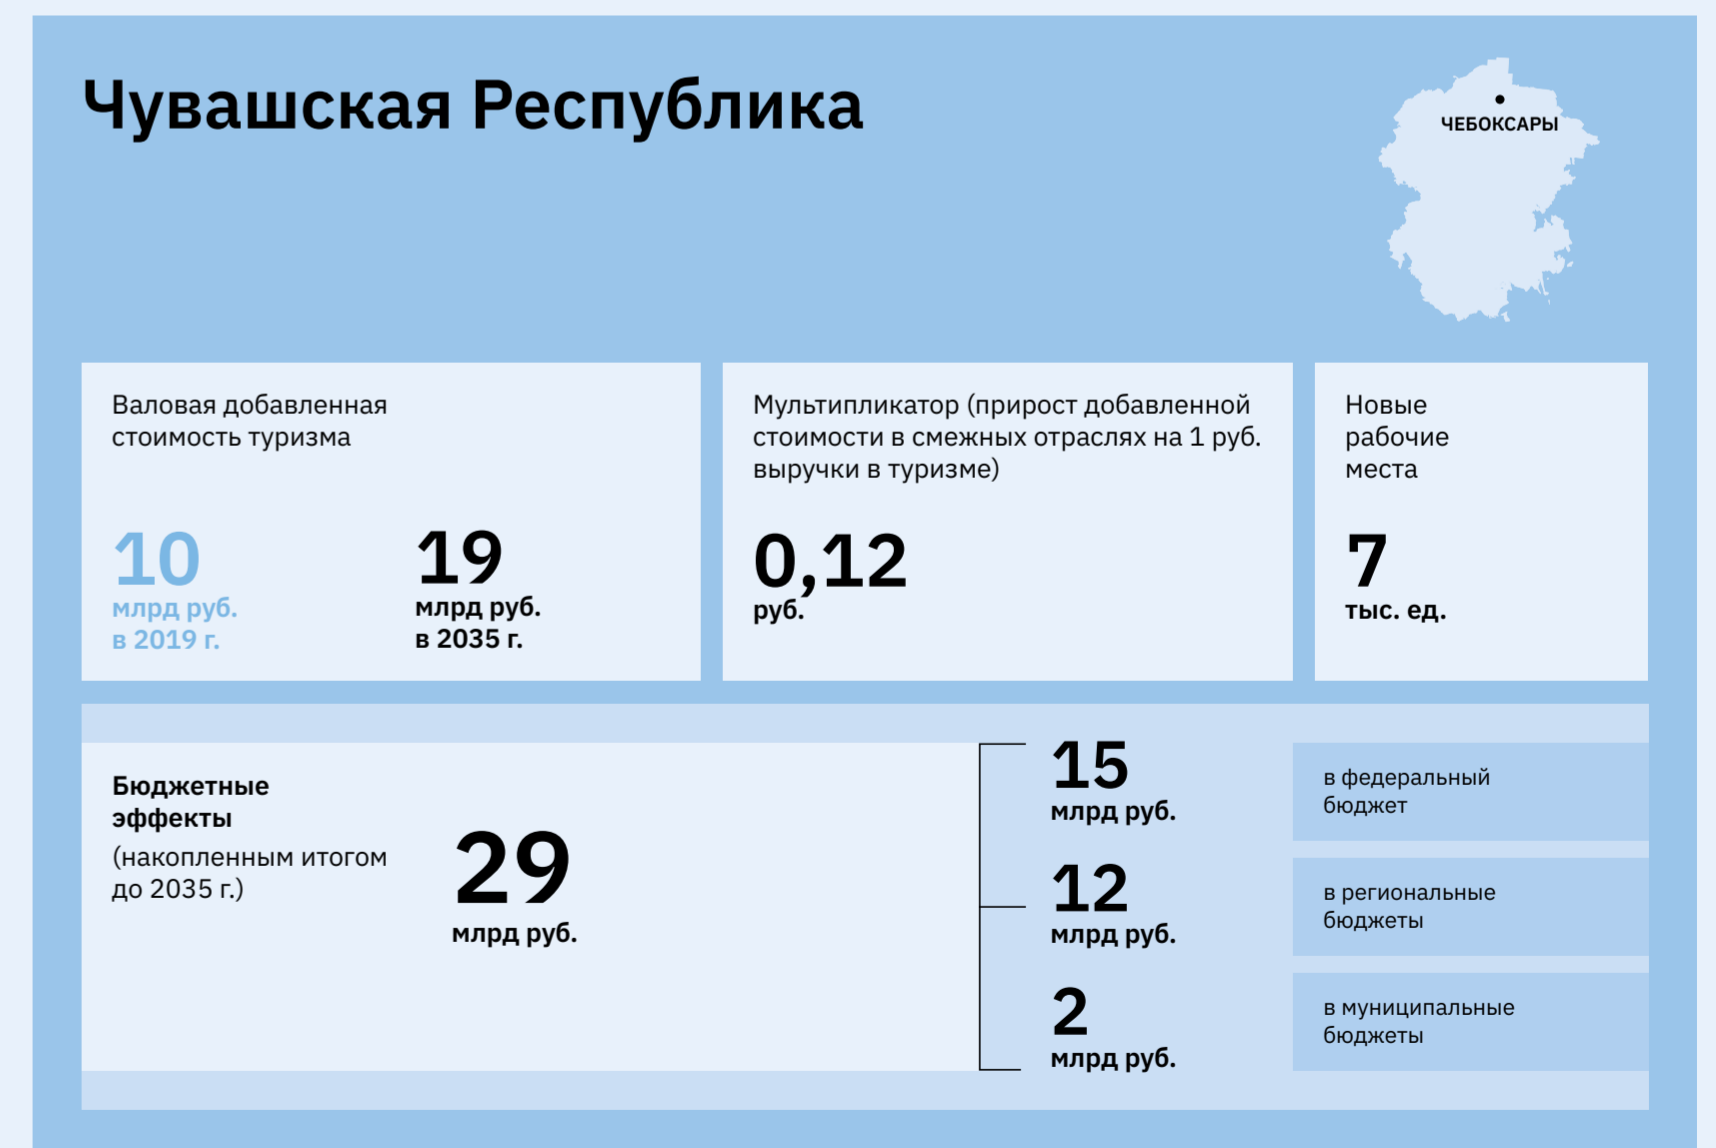 Чувашская Республика
ЧЕБОКСАРЫ
Валовая добавленная
стоимость туризма
10
млрд руб.
в 2019 г.
19
млрд руб.
в 2035 г.
Мультипликатор (прирост добавленной
стоимости в смежных отраслях на 1 руб.
выручки в туризме)
0,12
руб.
Новые
рабочие
места
7
тыс. ед.
Бюджетные
эффекты
(накопленным итогом
до 2035 г.)
29
млрд руб.
15
млрд руб.
в федеральный
бюджет
12
млрд руб.
в региональные
бюджеты
2
млрд руб.
в муниципальные
бюджеты